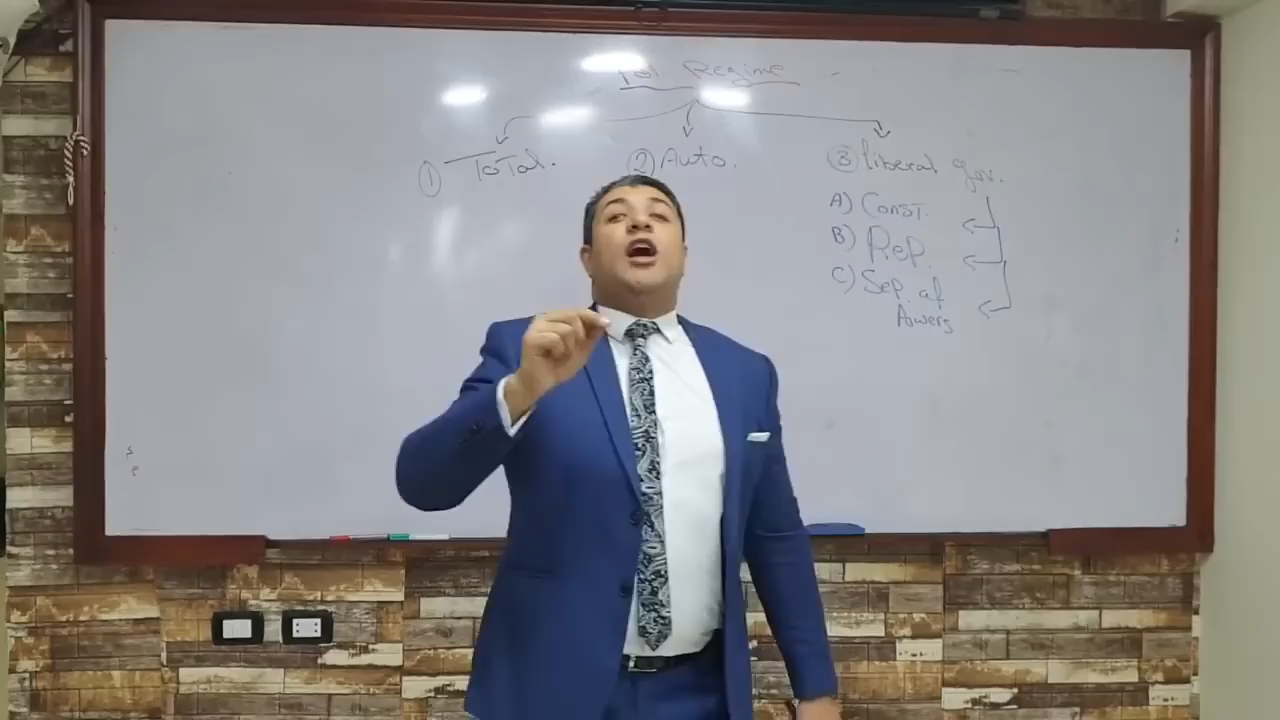 Pol Regime
① Total.
② Auto.
③ liberal gov.
A) Const.
B) Rep.
C) Sep. of
Powers